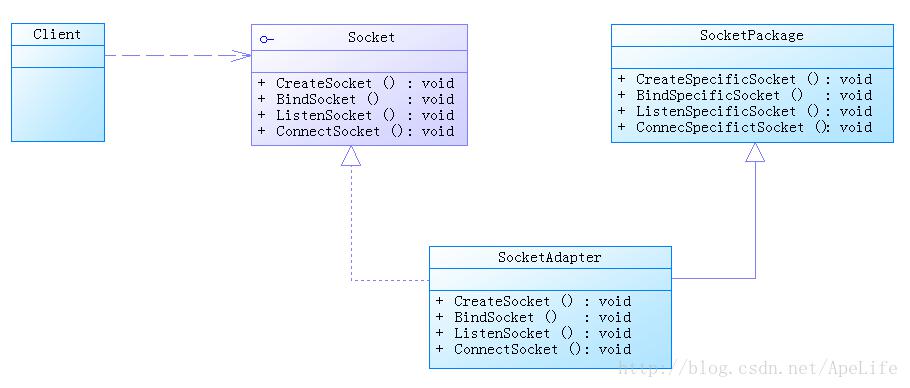 Client
Socket
+ CreateSocket () : void
+ BindSocket () : void
+ ListenSocket () : void
+ ConnectSocket () : void
SocketPackage
+ CreateSpecificSocket () : void
+ BindSpecificSocket () : void
+ ListenSpecificSocket () : void
+ ConnecSpecifictSocket () : void
SocketAdapter
+ CreateSocket () : void
+ BindSocket () : void
+ ListenSocket () : void
+ ConnectSocket () : void
http://blog.csdn.net/ApeLife